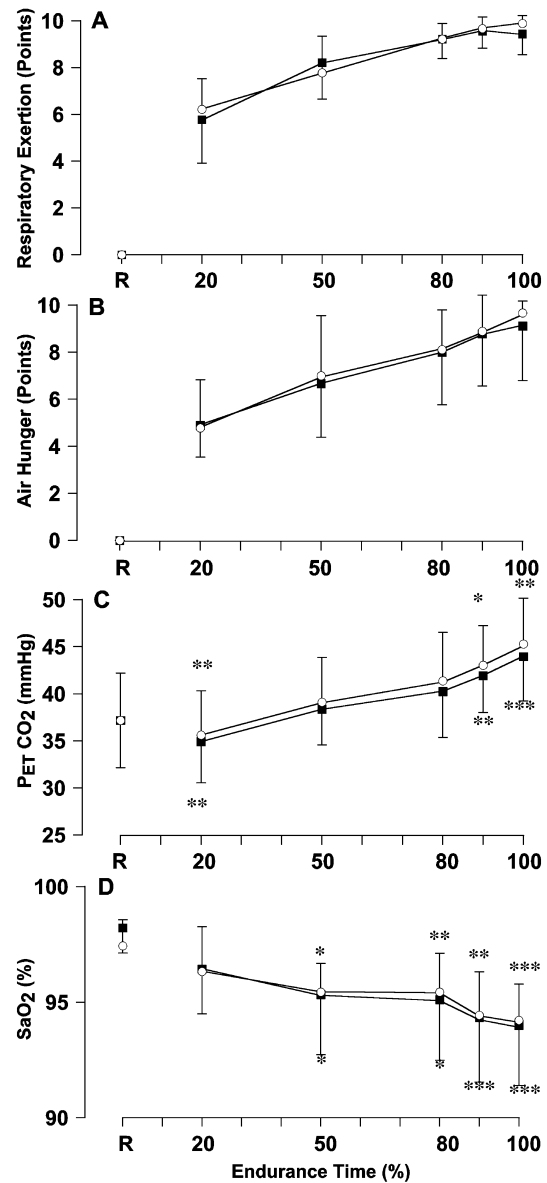 A
Respiratory Exertion (Points)
10
8
6
4
2
0
R 20 50 80 100
B
Air Hunger (Points)
10
8
6
4
2
0
R 20 50 80 100
C
PET CO2 (mmHg)
50
45
40
35
30
25
** * **
** ** ***
R 20 50 80 100
D
SaO2 (%)
100
95
90
* ** ** ***
* * *** ***
R 20 50 80 100
Endurance Time (%)